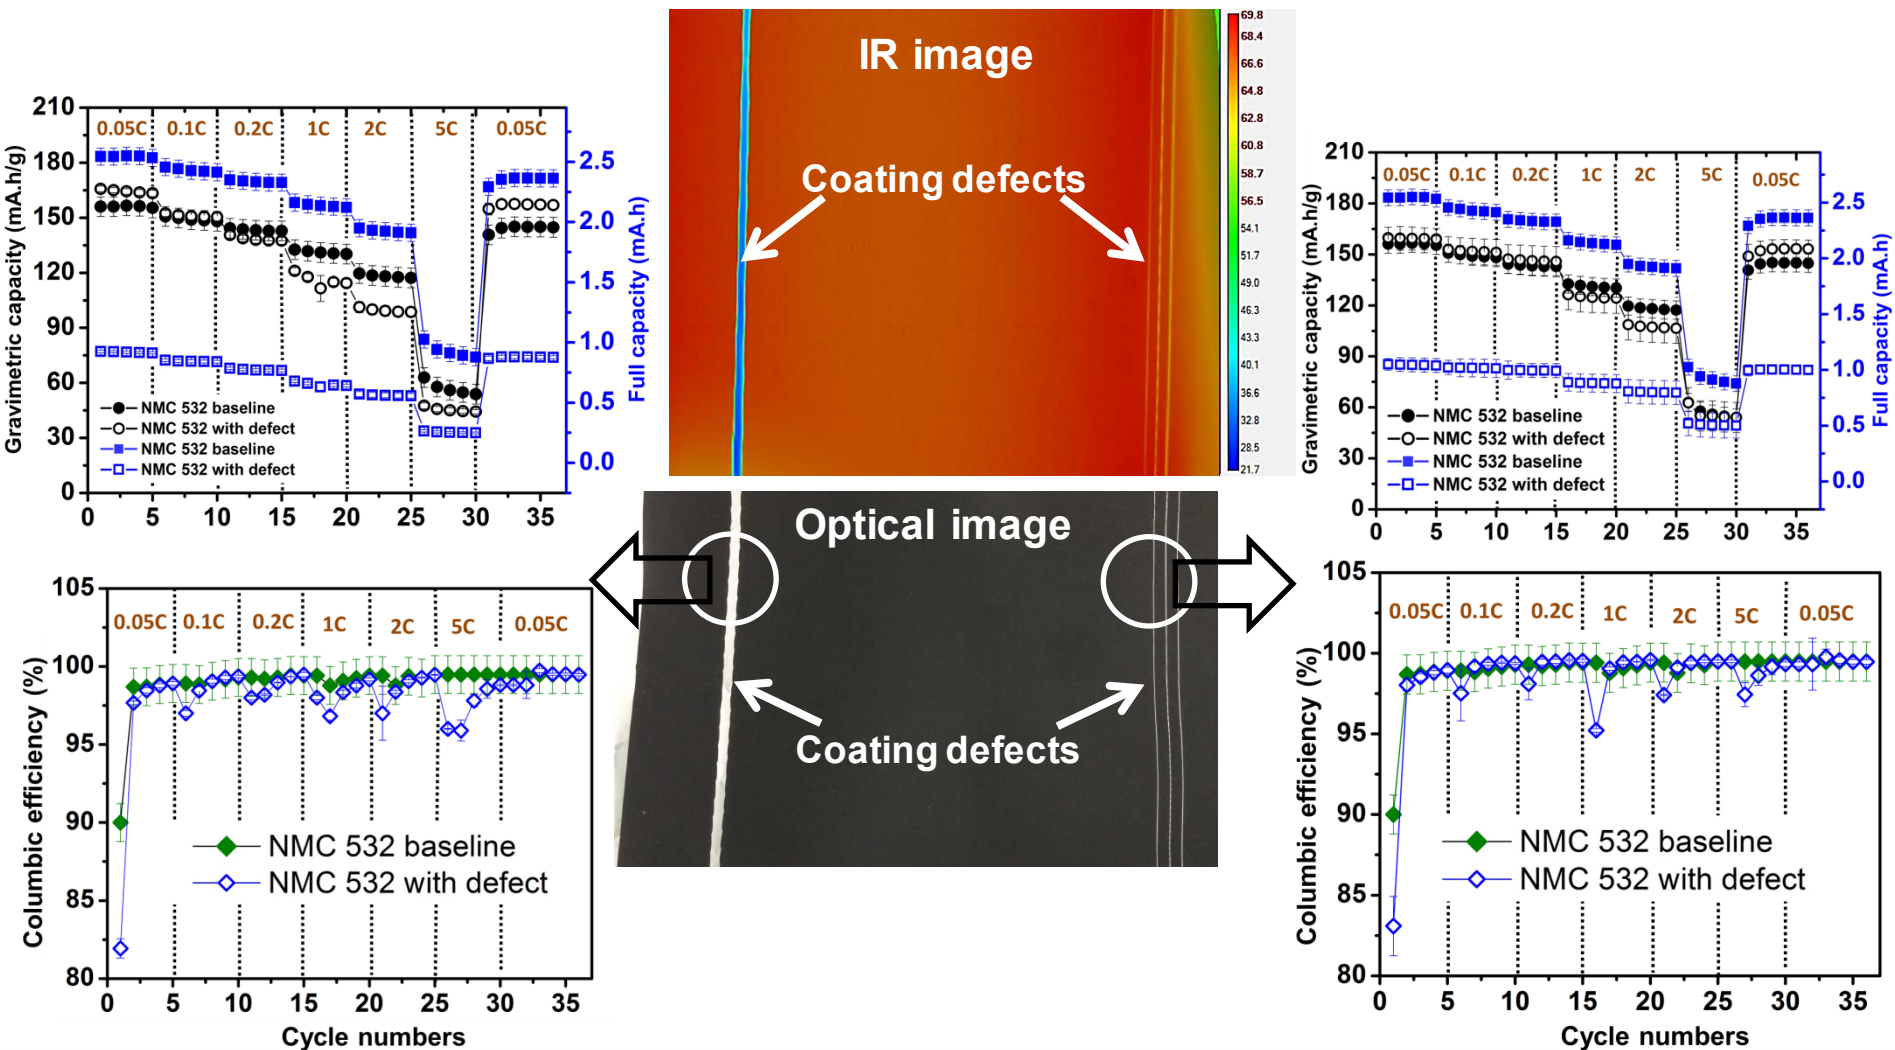 IR image
Coating defects
69.8
68.4
66.6
64.8
62.8
60.8
58.7
56.5
54.1
51.7
49.0
46.3
43.3
40.1
36.6
32.8
28.5
21.7
Optical image
Coating defects
Gravimetric capacity (mA.h/g)
210
180
150
120
90
60
30
0
0.05C 0.1C 0.2C 1C 2C 5C 0.05C
NMC 532 baseline
NMC 532 with defect
NMC 532 baseline
NMC 532 with defect
0 5 10 15 20 25 30 35
2.5
2.0
1.5
1.0
0.5
0.0
Full capacity (mA.h)
Columbic efficiency (%)
105
100
95
90
85
80
0.05C 0.1C 0.2C 1C 2C 5C 0.05C
NMC 532 baseline
NMC 532 with defect
0 5 10 15 20 25 30 35
Cycle numbers
Gravimetric capacity (mA.h/g)
210
180
150
120
90
60
30
0
0.05C 0.1C 0.2C 1C 2C 5C 0.05C
NMC 532 baseline
NMC 532 with defect
NMC 532 baseline
NMC 532 with defect
0 5 10 15 20 25 30 35
2.5
2.0
1.5
1.0
0.5
0.0
Full capacity (mA.h)
Columbic efficiency (%)
105
100
95
90
85
80
0.05C 0.1C 0.2C 1C 2C 5C 0.05C
NMC 532 baseline
NMC 532 with defect
0 5 10 15 20 25 30 35
Cycle numbers